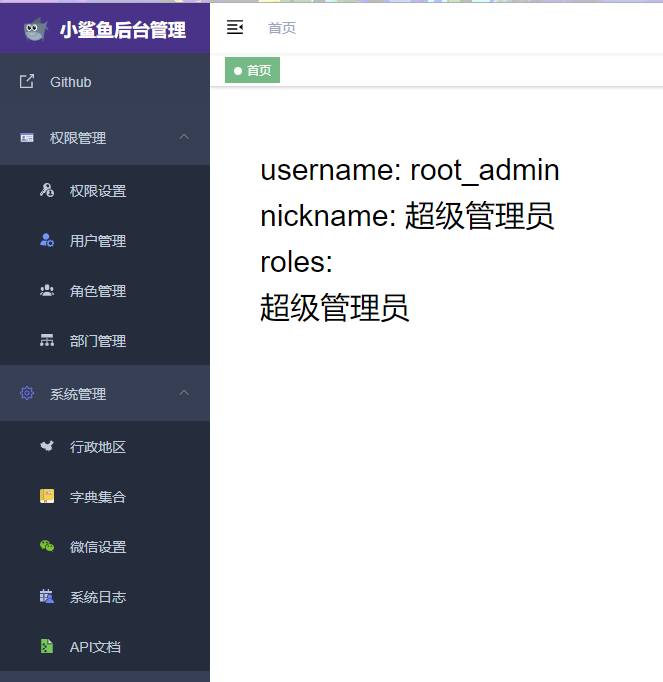 小鲨鱼后台管理
首页
Github
首页
权限管理
权限设置
用户管理
角色管理
部门管理
系统管理
行政地区
字典集合
微信设置
系统日志
API文档
username: root_admin
nickname: 超级管理员
roles:
超级管理员